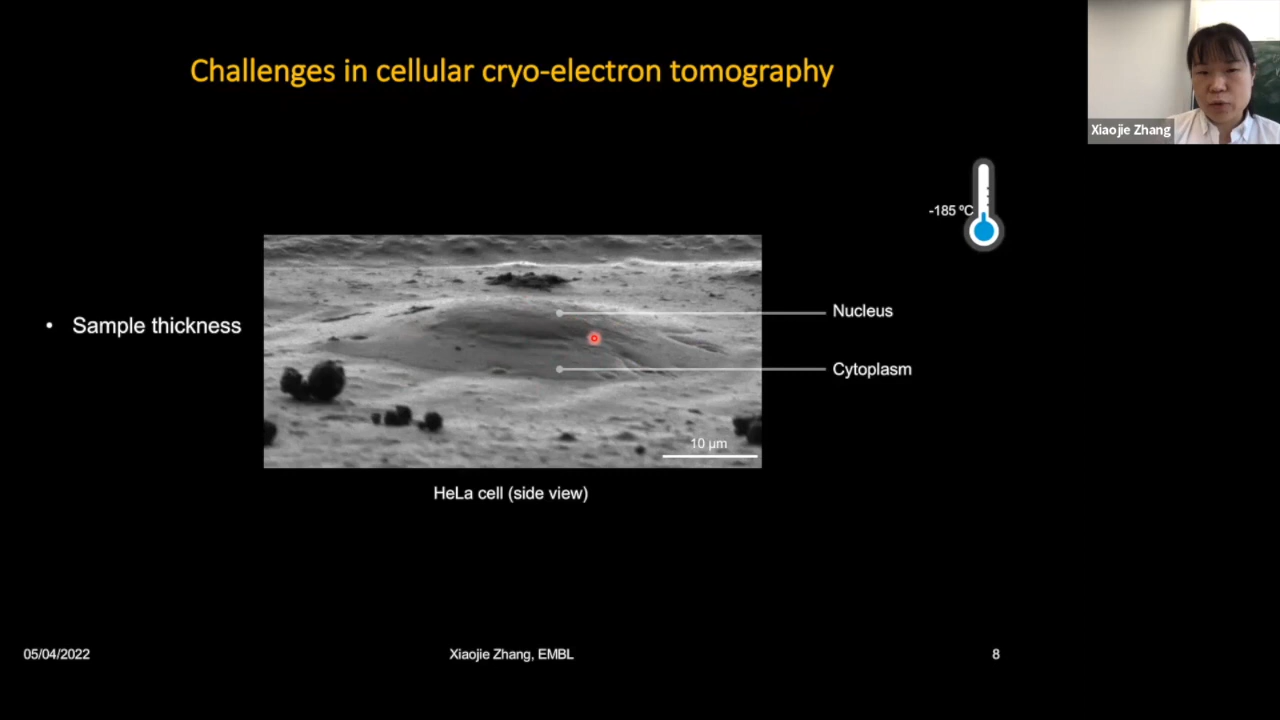 Challenges in cellular cryo-electron tomography
Xiaojie Zhang
-185 ºC
Nucleus
• Sample thickness
Cytoplasm
10 µm
HeLa cell (side view)
05/04/2022
Xiaojie Zhang, EMBL
8